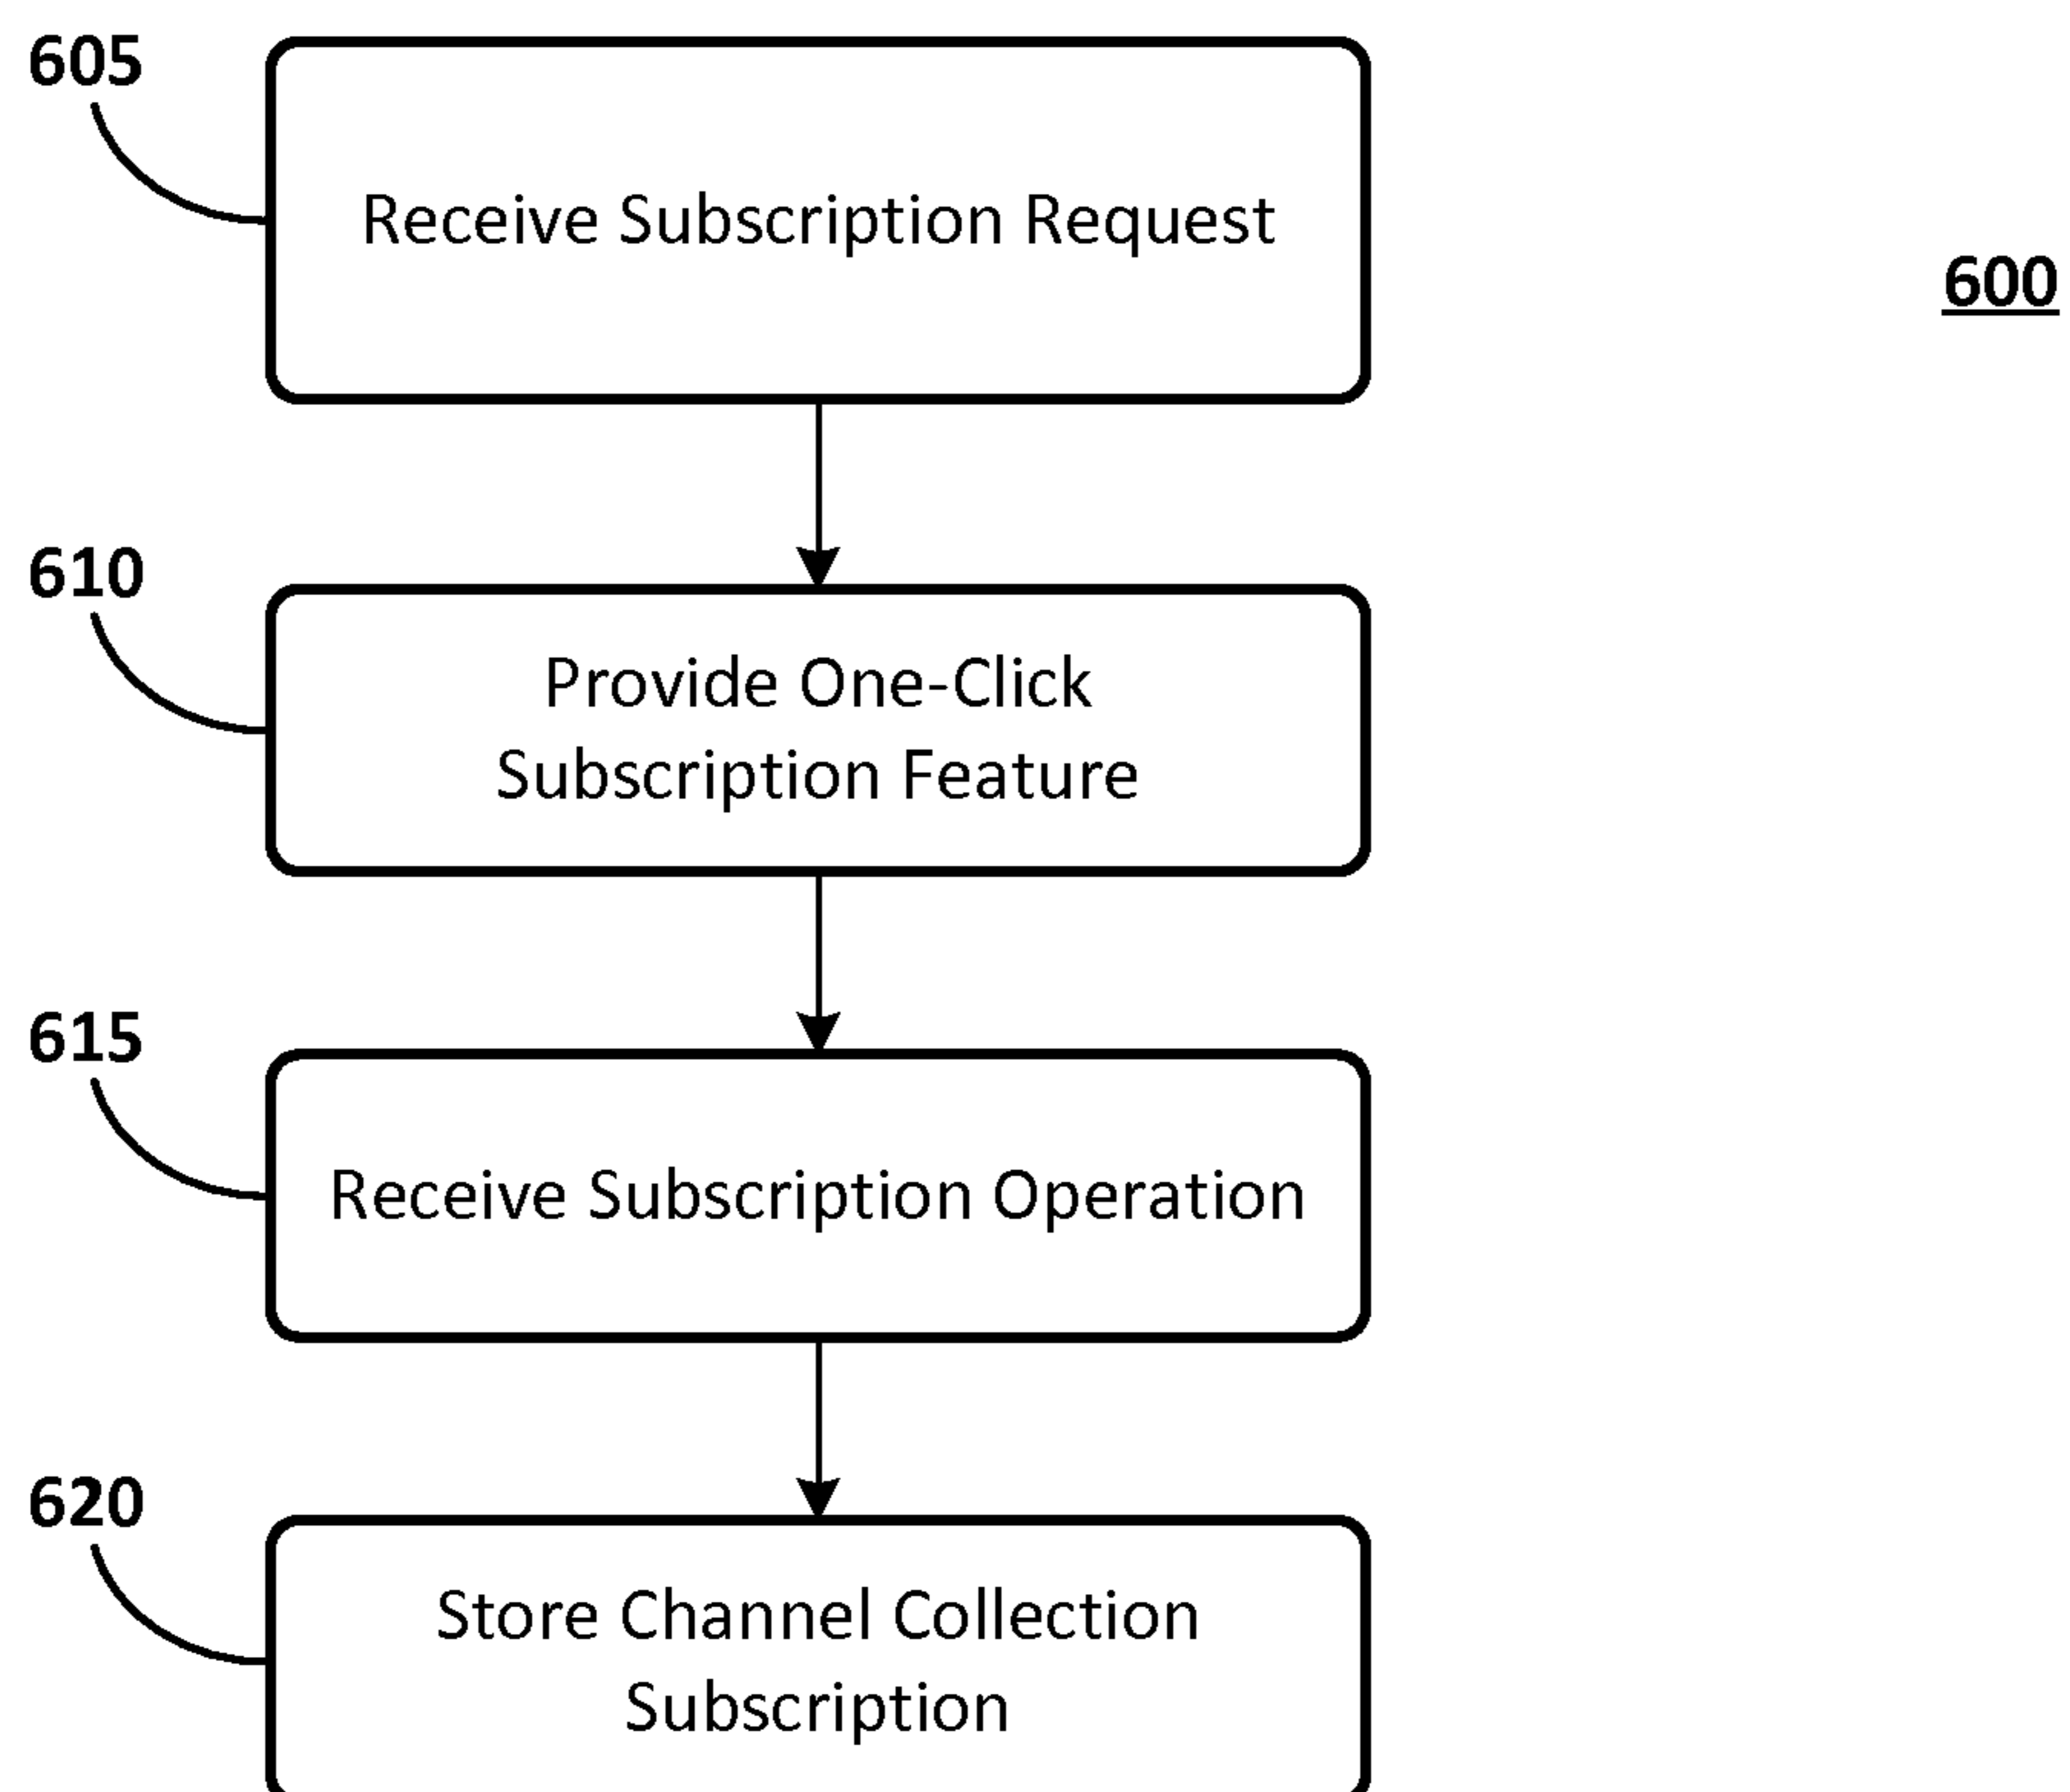 605
Receive Subscription Request
600
610
Provide One-Click
Subscription Feature
615
Receive Subscription Operation
620
Store Channel Collection
Subscription